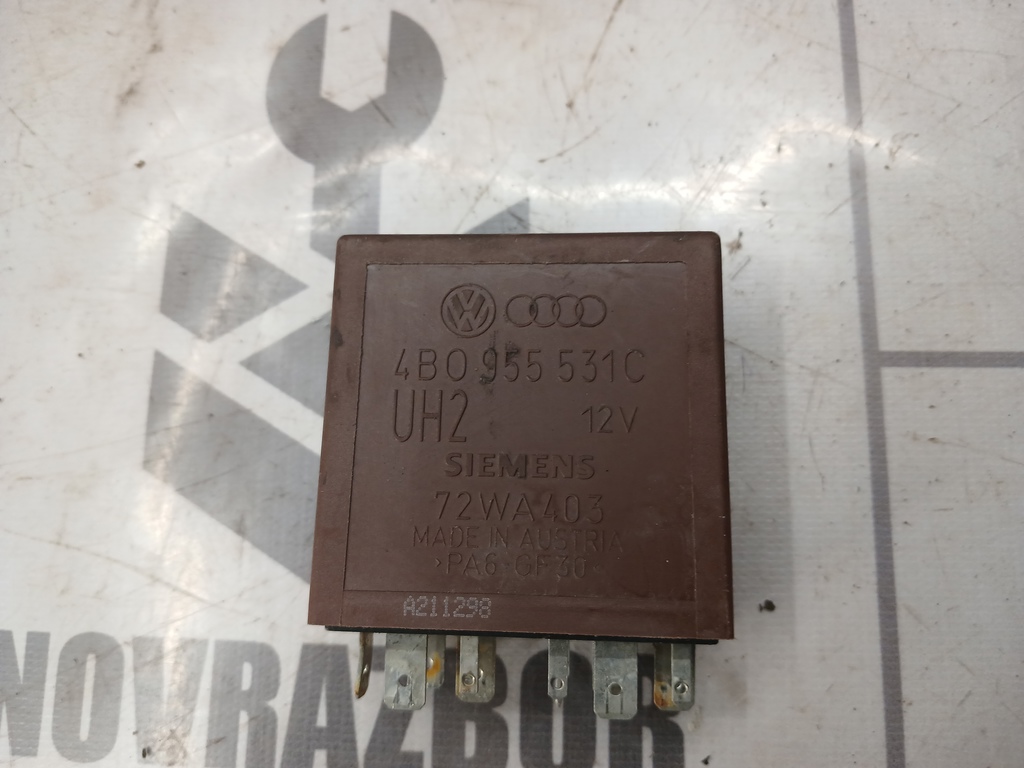 4B0 955 531C
UH2 12V
SIEMENS
72WA403
MADE IN AUSTRIA
>PA6-GF30<
A211298
NOVRAZBOR